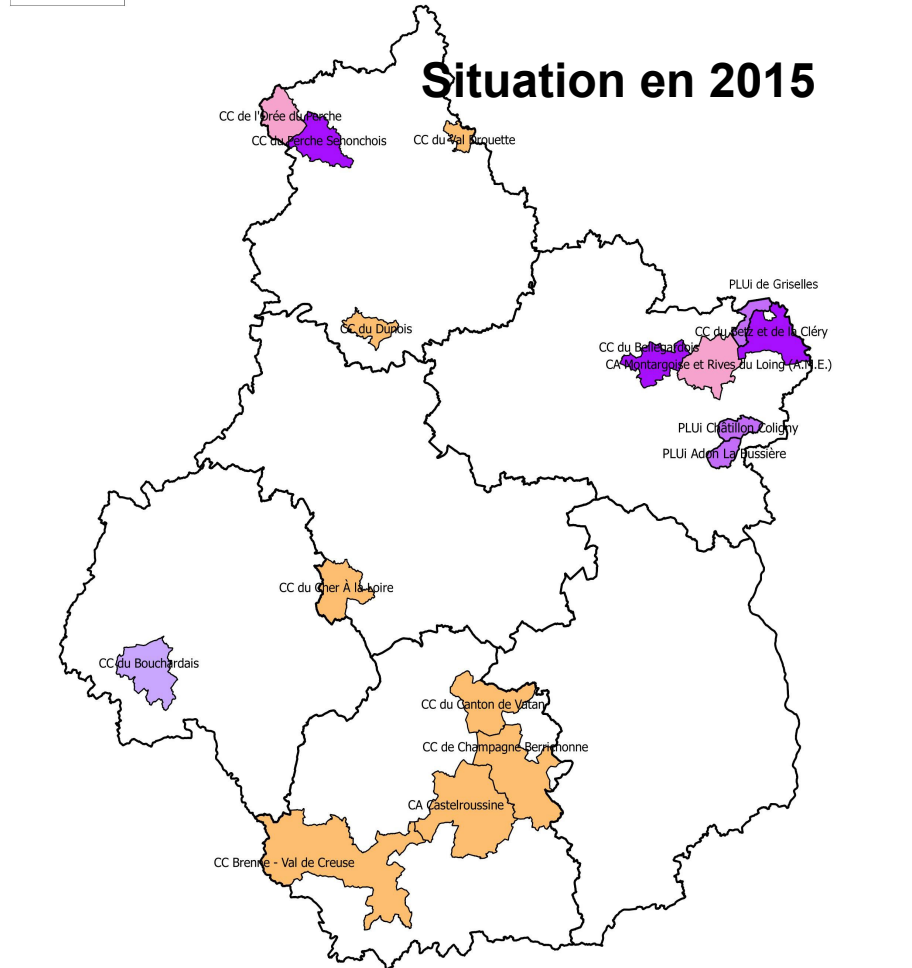 Situation en 2015
CC de l'Orée du Perche
CC du Perche Senonchois
CC du Val Drouette
PLUi de Griselles
CC du Dunois
CC du Betz et de la Cléry
CC du Bellegardois
CA Montargoise et Rives du Loing (A.M.E.)
PLUi Châtillon Coligny
PLUi Adon La Bussière
CC du Cher À la Loire
CC du Bouchardais
CC du Canton de Vatan
CC de Champagne Berrichonne
CA Castelroussine
CC Brenne - Val de Creuse